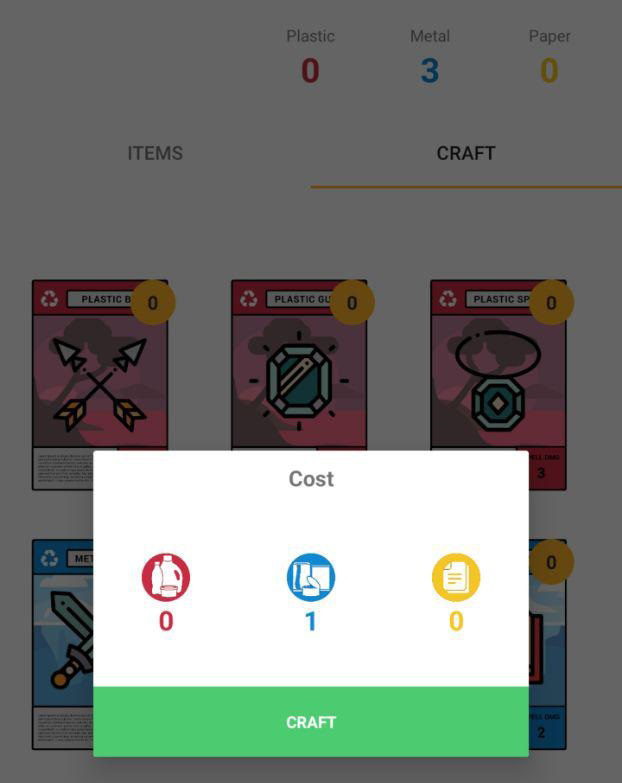 Plastic Metal Paper
0 3 0
ITEMS CRAFT
PLASTIC B 0 PLASTIC GU 0 PLASTIC SP 0
ELL DMG
3
Cost
MET 0
0 1 0
ELL DMG
2
CRAFT